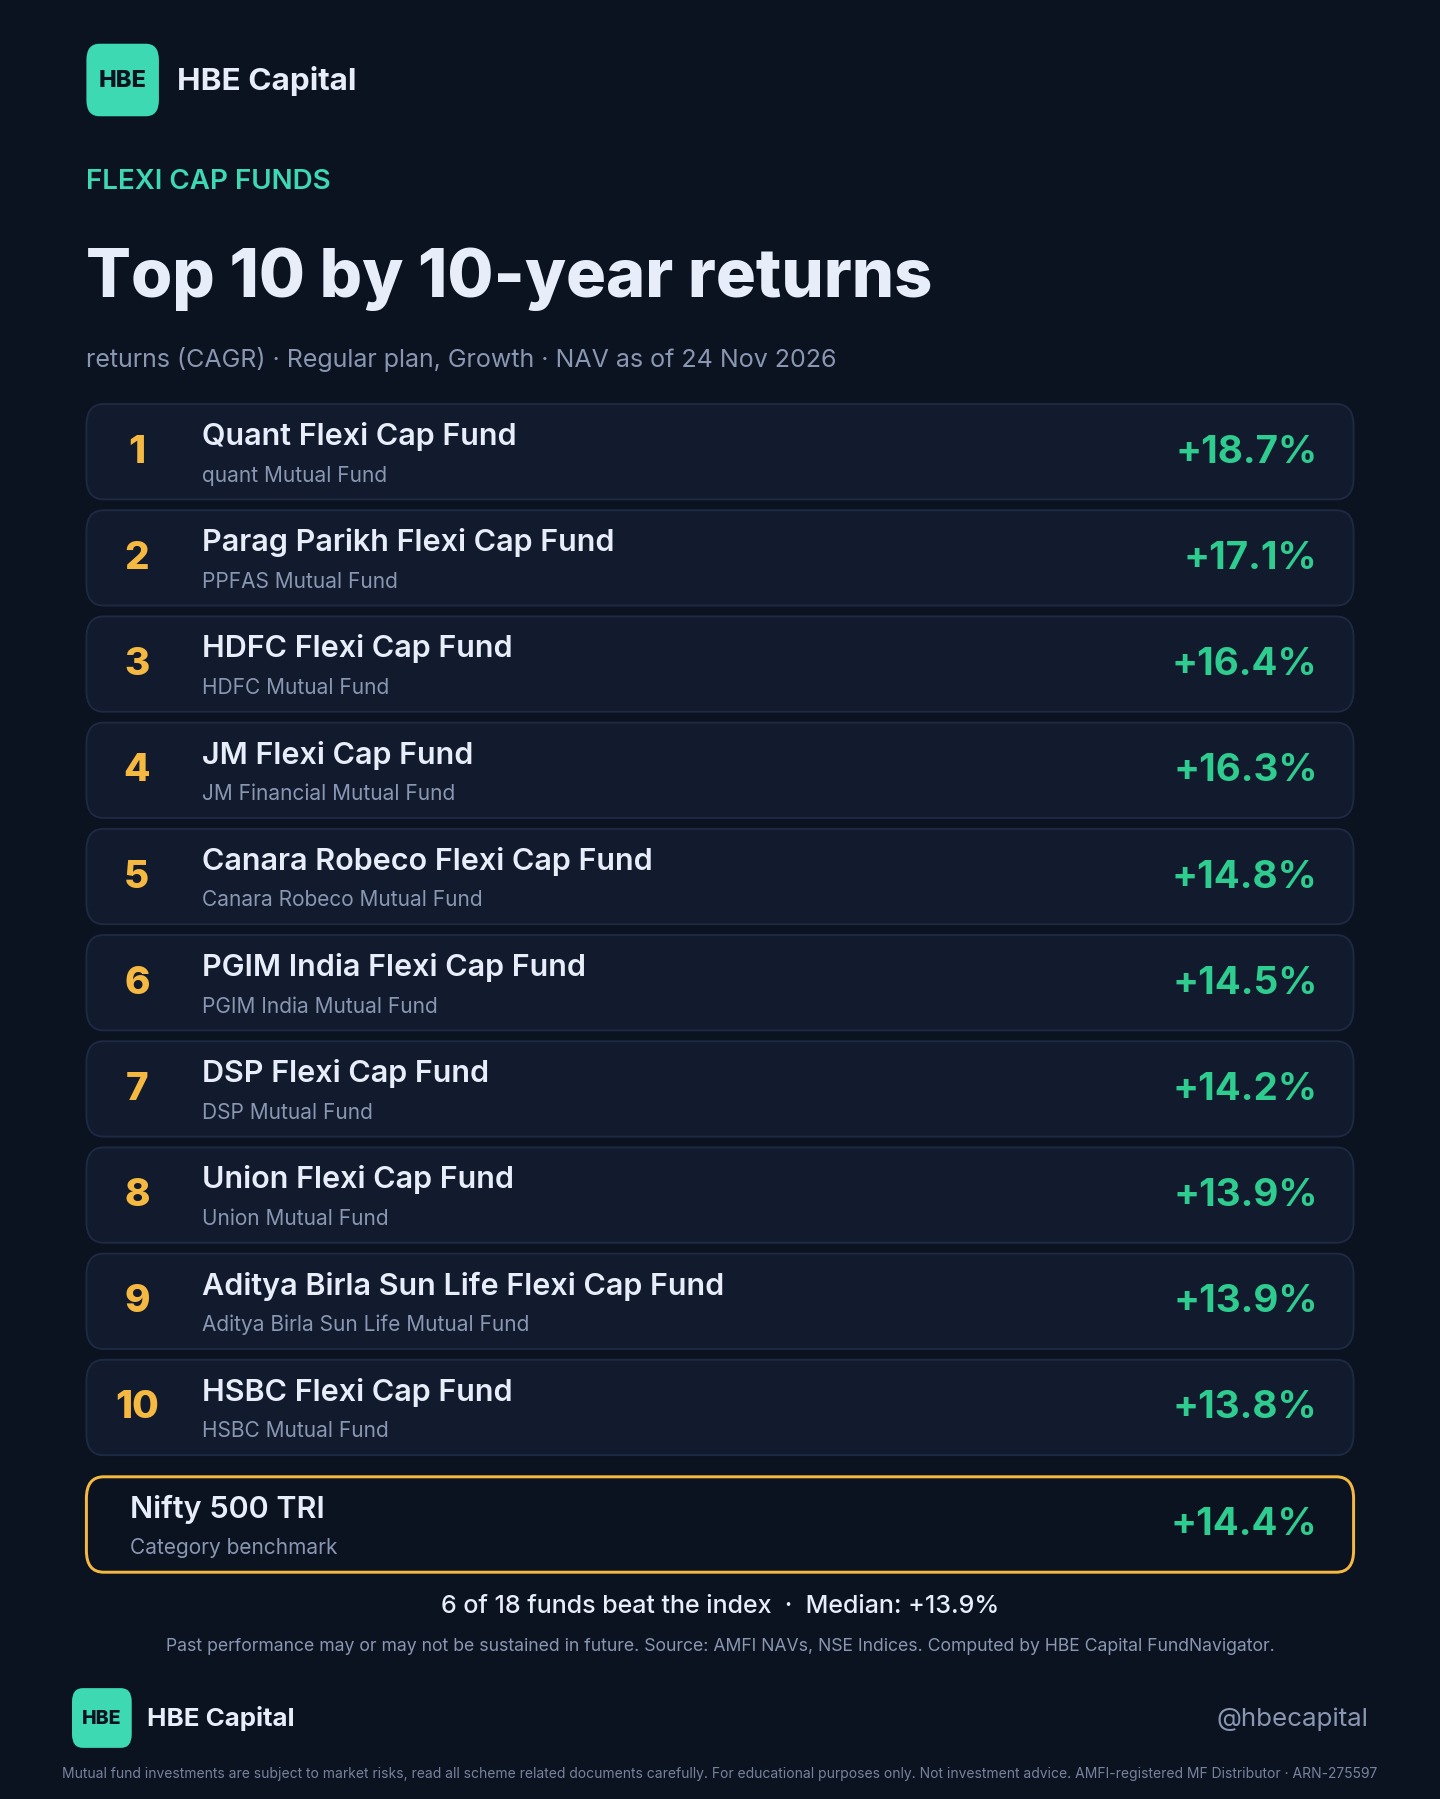 HBE HBE Capital
FLEXI CAP FUNDS
Top 10 by 10-year returns
returns (CAGR) · Regular plan, Growth · NAV as of 24 Nov 2026
1 Quant Flexi Cap Fund +18.7%
quant Mutual Fund
2 Parag Parikh Flexi Cap Fund +17.1%
PPFAS Mutual Fund
3 HDFC Flexi Cap Fund +16.4%
HDFC Mutual Fund
4 JM Flexi Cap Fund +16.3%
JM Financial Mutual Fund
5 Canara Robeco Flexi Cap Fund +14.8%
Canara Robeco Mutual Fund
6 PGIM India Flexi Cap Fund +14.5%
PGIM India Mutual Fund
7 DSP Flexi Cap Fund +14.2%
DSP Mutual Fund
8 Union Flexi Cap Fund +13.9%
Union Mutual Fund
9 Aditya Birla Sun Life Flexi Cap Fund +13.9%
Aditya Birla Sun Life Mutual Fund
10 HSBC Flexi Cap Fund +13.8%
HSBC Mutual Fund
Nifty 500 TRI +14.4%
Category benchmark
6 of 18 funds beat the index · Median: +13.9%
Past performance may or may not be sustained in future. Source: AMFI NAVs, NSE Indices. Computed by HBE Capital FundNavigator.
HBE HBE Capital @hbecapital
Mutual fund investments are subject to market risks, read all scheme related documents carefully. For educational purposes only. Not investment advice. AMFI-registered MF Distributor · ARN-275597